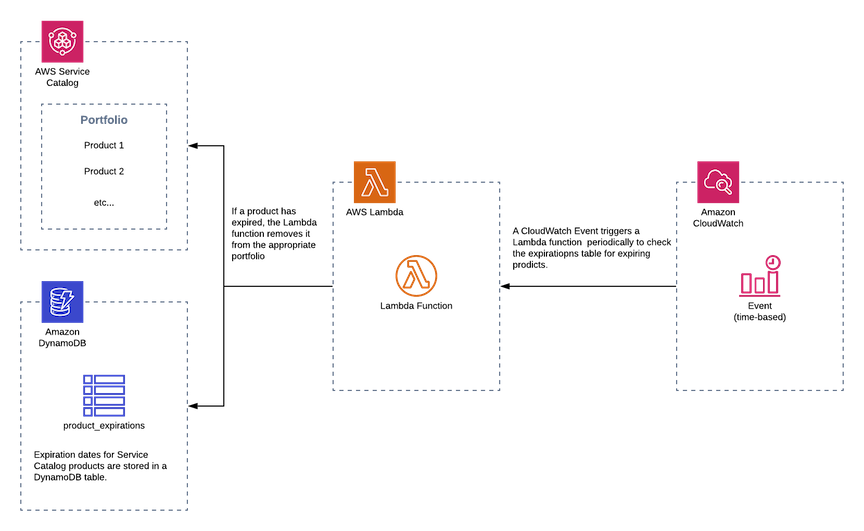 AWS Service
Catalog
Portfolio
Product 1
Product 2
etc...
If a product has
expired, the Lambda
function removes it
from the appropriate
portfolio
AWS Lambda
Lambda Function
A CloudWatch Event triggers a
Lambda function periodically to check
the expiratiopns table for expiring
prodicts.
Amazon
CloudWatch
Event
(time-based)
Amazon
DynamoDB
product_expirations
Expiration dates for Service
Catalog products are stored in a
DynamoDB table.